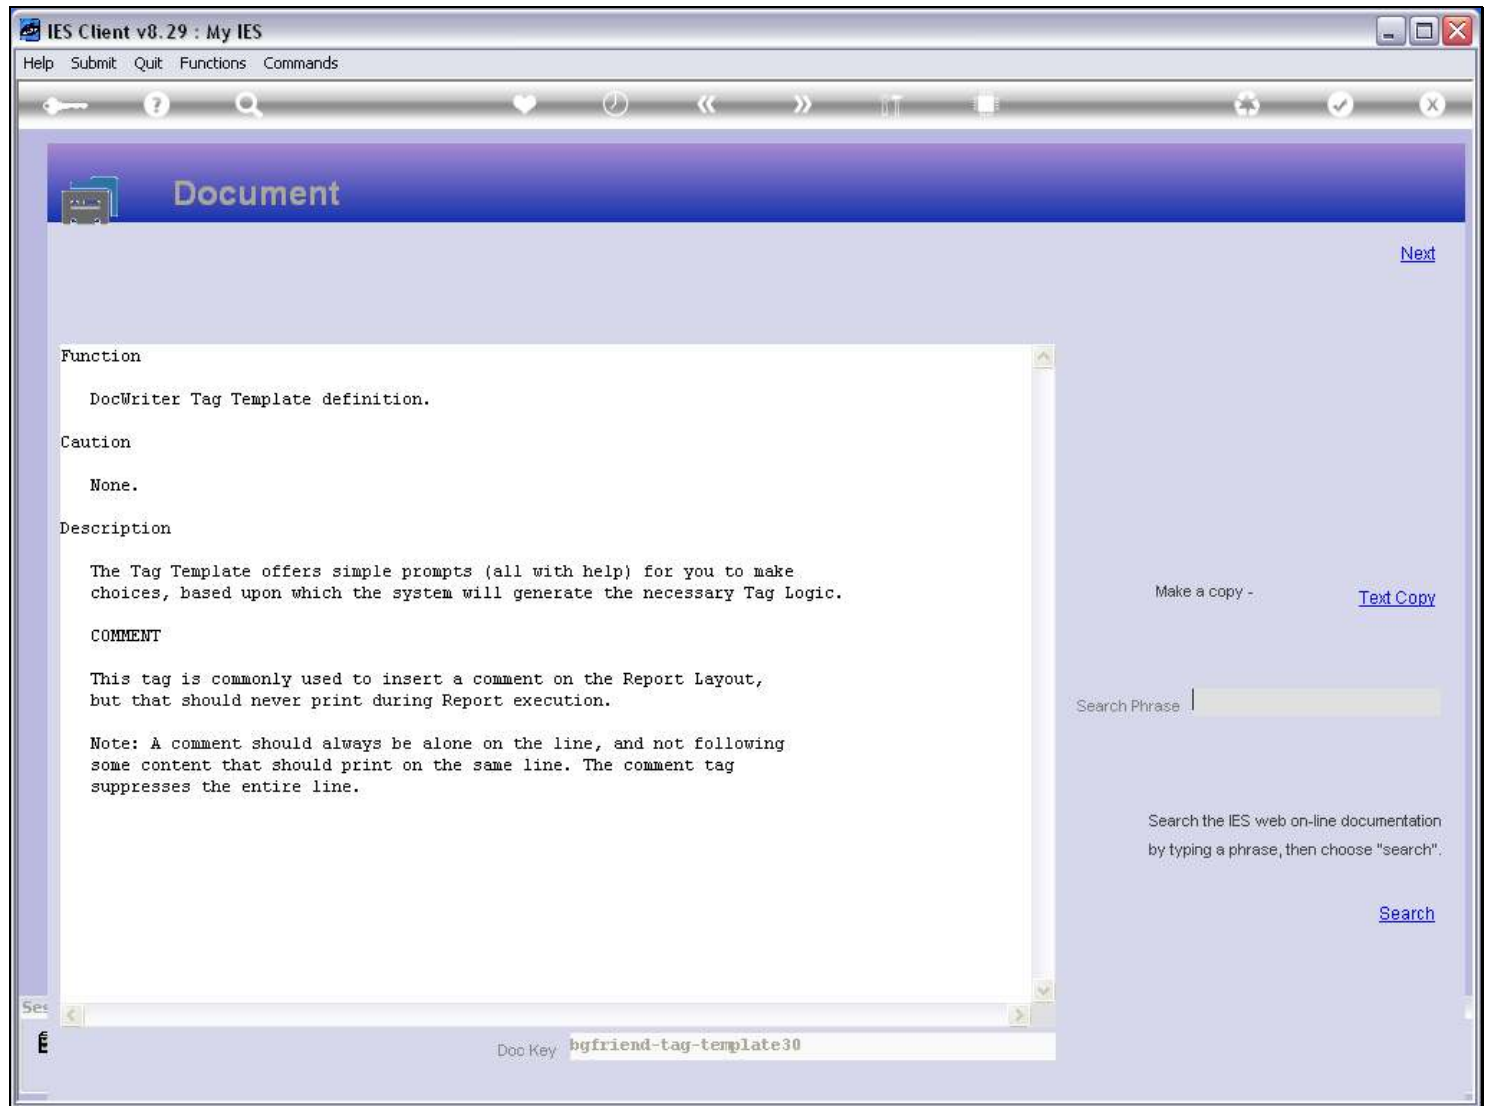 IES Client v8.29 : My IES
Help Submit Quit Functions Commands
Document
Next
Function
DocWriter Tag Template definition.
Caution
None.
Description
The Tag Template offers simple prompts (all with help) for you to make
choices, based upon which the system will generate the necessary Tag Logic.
COMMENT
This tag is commonly used to insert a comment on the Report Layout,
but that should never print during Report execution.
Note: A comment should always be alone on the line, and not following
some content that should print on the same line. The comment tag
suppresses the entire line.
Make a copy -
Text Copy
Search Phrase
Search the IES web on-line documentation
by typing a phrase, then choose "search".
Search
Doc Key bgfriend-tag-template30